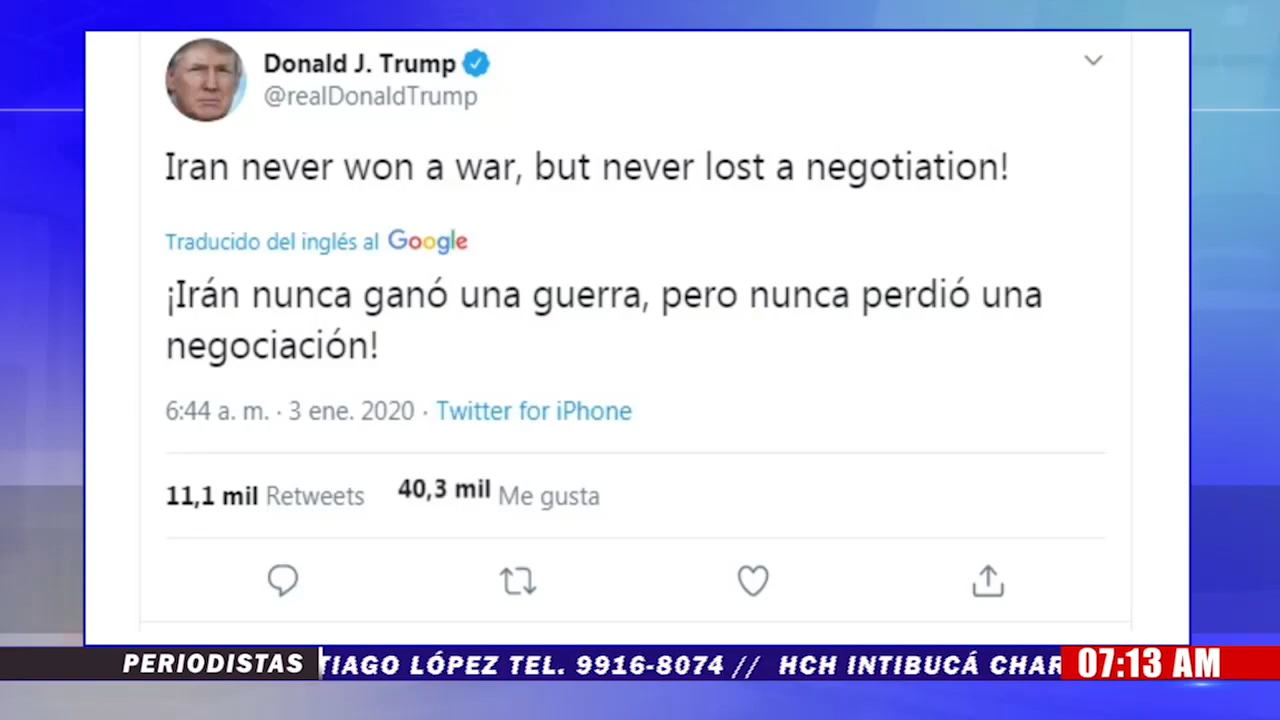 Donald J. Trump
@realDonaldTrump
Iran never won a war, but never lost a negotiation!
Traducido del inglés al Google
¡Irán nunca ganó una guerra, pero nunca perdió una
negociación!
6:44 a. m. · 3 ene. 2020 · Twitter for iPhone
11,1 mil Retweets 40,3 mil Me gusta
PERIODISTAS TIAGO LÓPEZ TEL. 9916-8074 // HCH INTIBUCÁ CHAR 07:13 AM